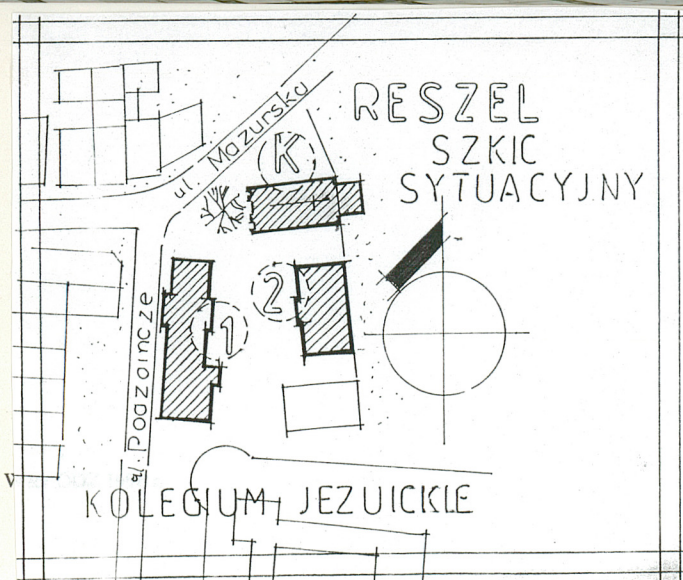 RESZEL
SZKIC
SYTUACYJNY
ul. Mazurska
K
2
1
ul. Podzamcze
KOLEGIUM JEZUICKIE